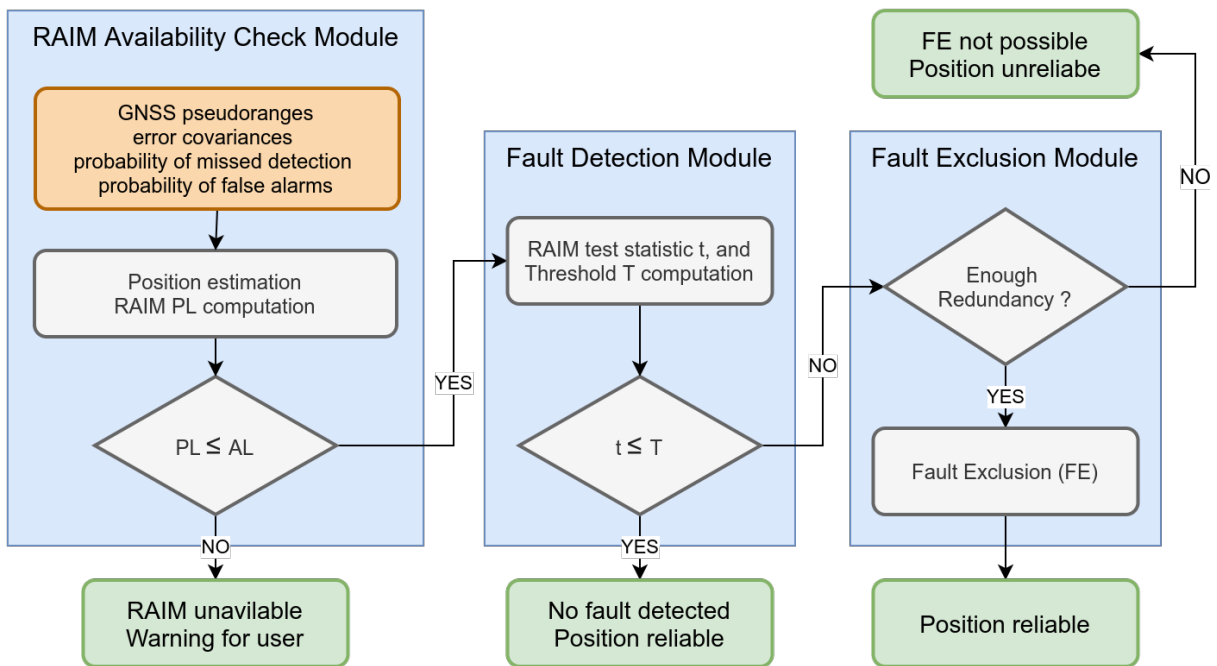 RAIM Availability Check Module
GNSS pseudoranges
error covariances
probability of missed detection
probability of false alarms
Position estimation
RAIM PL computation
PL ≤ AL
YES
NO
RAIM unavilable
Warning for user
Fault Detection Module
RAIM test statistic t, and
Threshold T computation
t ≤ T
NO
YES
No fault detected
Position reliable
Fault Exclusion Module
Enough
Redundancy ?
NO
FE not possible
Position unreliabe
YES
Fault Exclusion (FE)
Position reliable